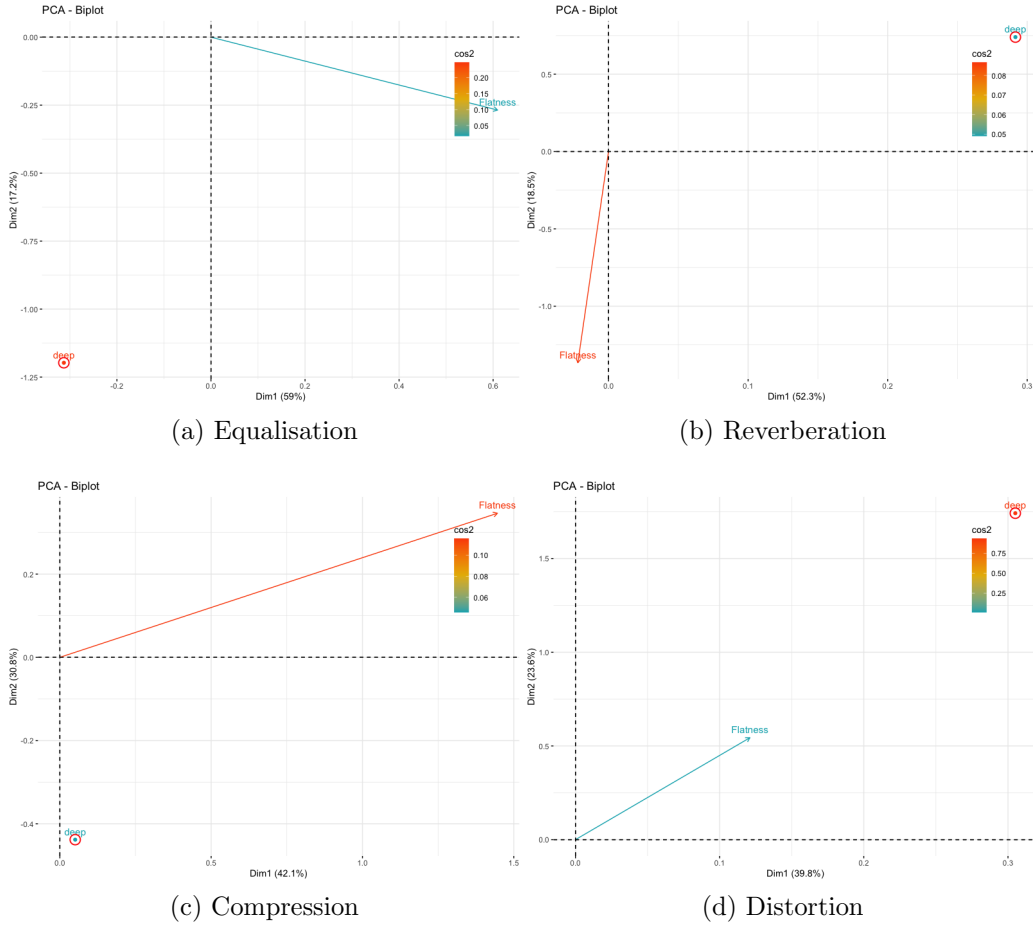 PCA - Biplot
0.00
-0.25
-0.50
-0.75
-1.00
-1.25
Dim2 (17.2%)
cos2
0.20
0.15
0.10
0.05
Flatness
deep
-0.2
0.0
0.2
0.4
0.6
Dim1 (59%)
(a) Equalisation
PCA - Biplot
0.5
0.0
-0.5
-1.0
Dim2 (18.5%)
deep
cos2
0.08
0.07
0.06
0.05
Flatness
0.0
0.1
0.2
0.3
Dim1 (52.3%)
(b) Reverberation
PCA - Biplot
0.2
0.0
-0.2
-0.4
Dim2 (30.8%)
Flatness
cos2
0.10
0.08
0.06
deep
0.0
0.5
1.0
1.5
Dim1 (42.1%)
(c) Compression
PCA - Biplot
1.5
1.0
0.5
0.0
Dim2 (23.6%)
deep
cos2
0.75
0.50
0.25
Flatness
0.0
0.1
0.2
0.3
Dim1 (39.8%)
(d) Distortion